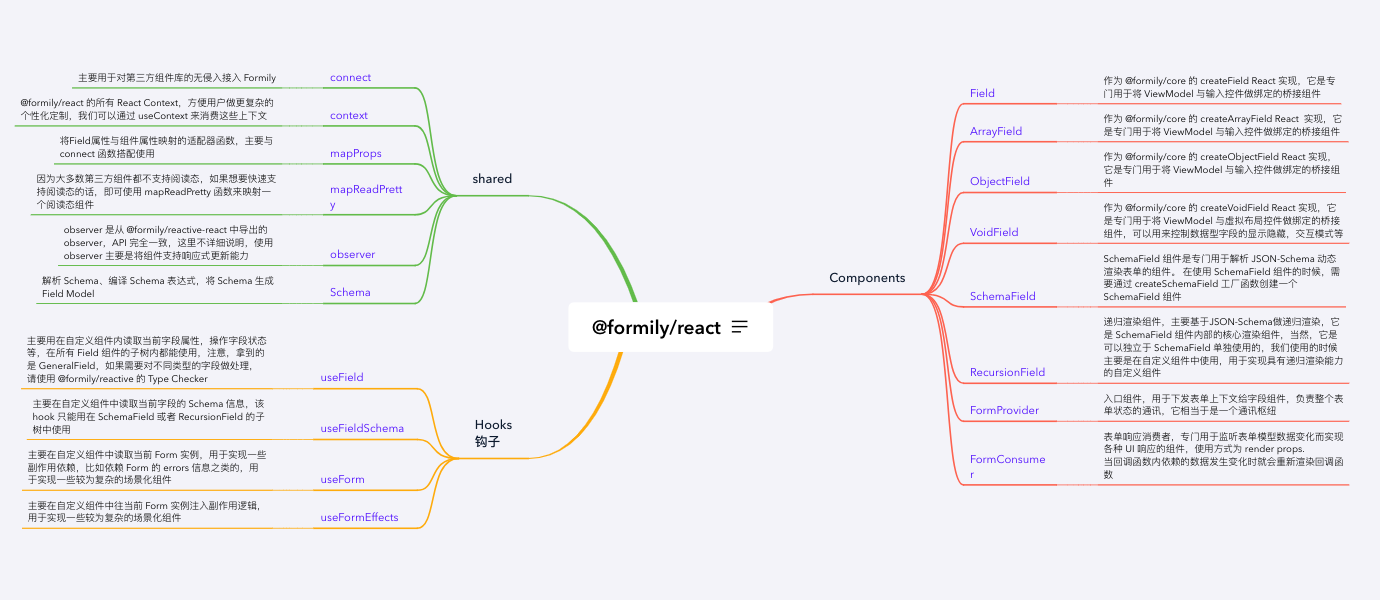 @formily/react
shared
connect
主要用于对第三方组件库的无侵入接入 Formily
context
@formily/react 的所有 React Context，方便用户做更复杂的
个性化定制，我们可以通过 useContext 来消费这些上下文
mapProps
将Field属性与组件属性映射的适配器函数，主要与
connect 函数搭配使用
mapReadPrett
y
因为大多数第三方组件都不支持阅读态，如果想要快速支
持阅读态的话，即可使用 mapReadPretty 函数来映射一
个阅读态组件
observer
observer 是从 @formily/reactive-react 中导出的
observer，API 完全一致，这里不详细说明，使用
observer 主要是将组件支持响应式更新能力
Schema
解析 Schema、编译 Schema 表达式，将 Schema 生成
Field Model
Hooks
钩子
useField
主要用在自定义组件内读取当前字段属性，操作字段状态
等，在所有 Field 组件的子树内都能使用，注意，拿到的
是 GeneralField，如果需要对不同类型的字段做处理，
请使用 @formily/reactive 的 Type Checker
useFieldSchema
主要在自定义组件中读取当前字段的 Schema 信息，该
hook 只能用在 SchemaField 或者 RecursionField 的子
树中使用
useForm
主要在自定义组件中读取当前 Form 实例，用于实现一些
副作用依赖，比如依赖 Form 的 errors 信息之类的，用
于实现一些较为复杂的场景化组件
useFormEffects
主要在自定义组件中往当前 Form 实例注入副作用逻辑，
用于实现一些较为复杂的场景化组件
Components
Field
作为 @formily/core 的 createField React 实现，它是专
门用于将 ViewModel 与输入控件做绑定的桥接组件
ArrayField
作为 @formily/core 的 createArrayField React  实现，它
是专门用于将 ViewModel 与输入控件做绑定的桥接组件
ObjectField
作为 @formily/core 的 createObjectField React 实现，
它是专门用于将 ViewModel 与输入控件做绑定的桥接组
件
VoidField
作为 @formily/core 的 createVoidField React 实现，它
是专门用于将 ViewModel 与虚拟布局控件做绑定的桥接
组件，可以用来控制数据型字段的显示隐藏，交互模式等
SchemaField
SchemaField 组件是专门用于解析 JSON-Schema 动态
渲染表单的组件。 在使用 SchemaField 组件的时候，需
要通过 createSchemaField 工厂函数创建一个
SchemaField 组件
RecursionField
递归渲染组件，主要基于JSON-Schema做递归渲染，它
是 SchemaField 组件内部的核心渲染组件，当然，它是
可以独立于 SchemaField 单独使用的，我们使用的时候
主要是在自定义组件中使用，用于实现具有递归渲染能力
的自定义组件
FormProvider
入口组件，用于下发表单上下文给字段组件，负责整个表
单状态的通讯，它相当于是一个通讯枢纽
FormConsume
r
表单响应消费者，专门用于监听表单模型数据变化而实现
各种 UI 响应的组件，使用方式为 render props.
当回调函数内依赖的数据发生变化时就会重新渲染回调函
数